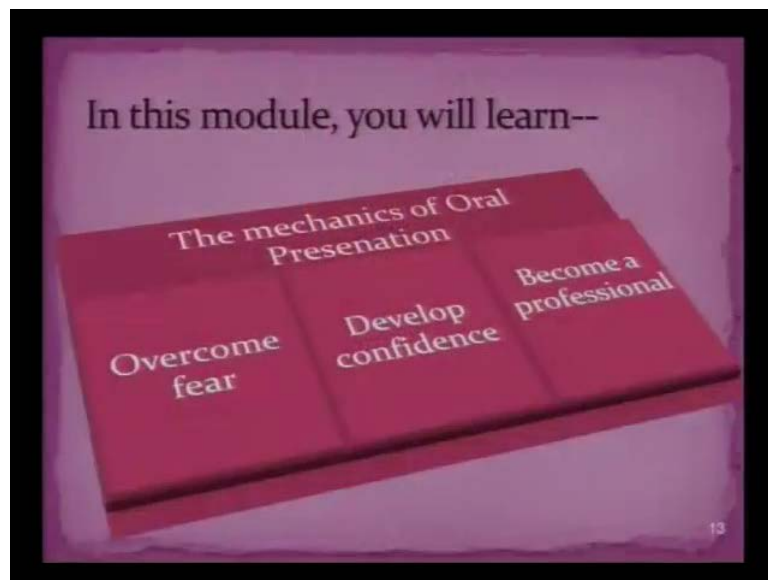 In this module, you will learn--
The mechanics of Oral
Presenation
Overcome
fear
Develop
confidence
Become a
professional
13